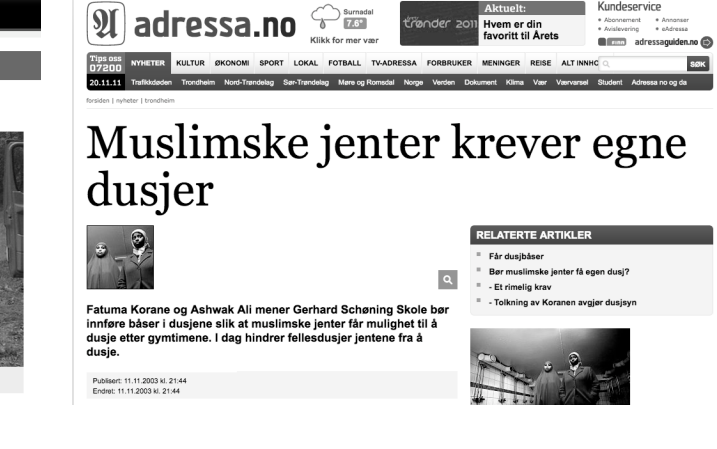 adressa.no
Surnadal
7.6°
Klikk for mer vær
trønder 2011
Aktuelt:
Hvem er din
favoritt til Årets
Kundeservice
Abonnement
Annonser
Avislevering
eAdressa
adressaguiden.no
Tips oss
07200
NYHETER KULTUR ØKONOMI SPORT LOKAL FOTBALL TV-ADRESSA FORBRUKER MENINGER REISE ALT INNHO
SØK
20.11.11 Trafikkdøden Trondheim Nord-Trøndelag Sør-Trøndelag Møre og Romsdal Norge Verden Dokument Klima Vær Værvarsel Student Adressa no og da
forsiden | nyheter | trondheim
Muslimske jenter krever egne
dusjer
Fatuma Korane og Ashwak Ali mener Gerhard Schøning Skole bør
innføre båser i dusjene slik at muslimske jenter får mulighet til å
dusje etter gymtimene. I dag hindrer fellesdusjer jentene fra å
dusje.
Publisert: 11.11.2003 kl. 21:44
Endret: 11.11.2003 kl. 21:44
RELATERTE ARTIKLER
Får dusjbåser
Bør muslimske jenter få egen dusj?
- Et rimelig krav
- Tolkning av Koranen avgjør dusjsyn